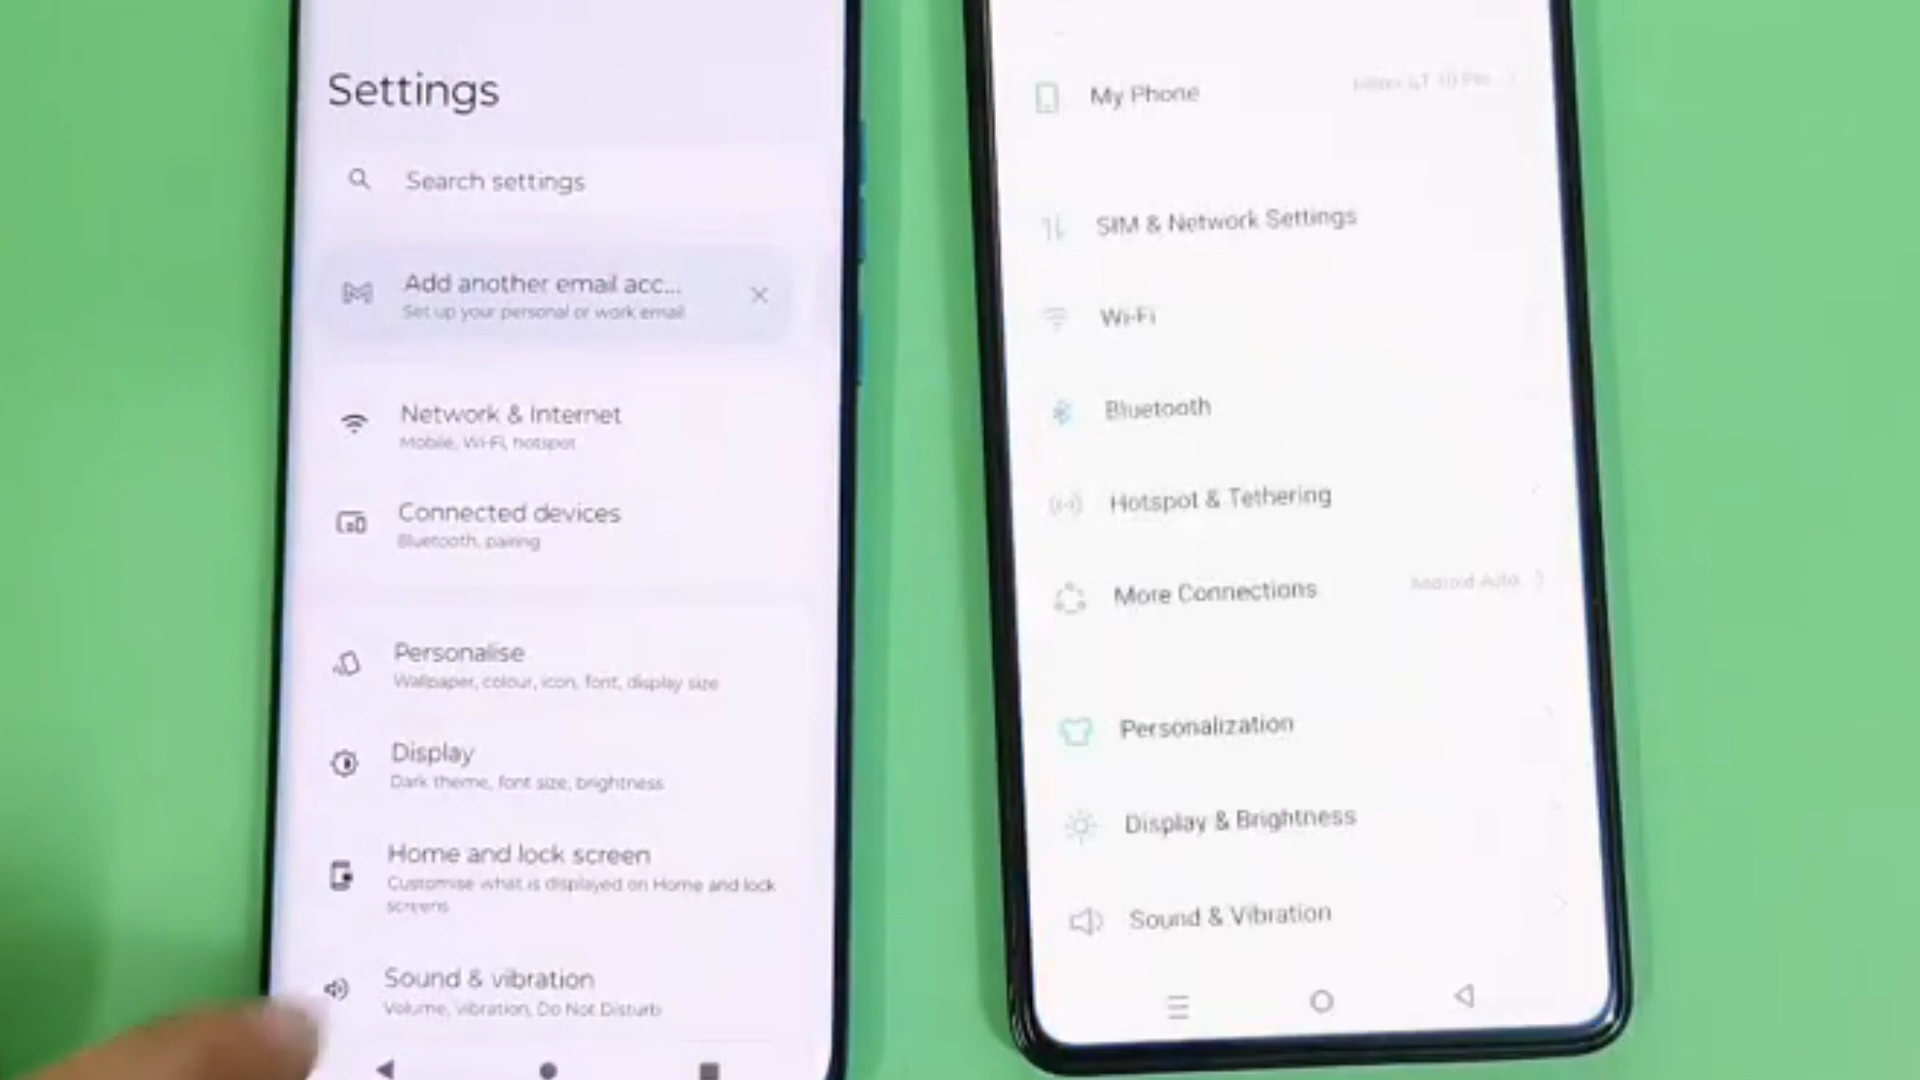 Settings
Search settings
Add another email acc...
Set up your personal or work email
Network & Internet
Mobile, Wi-Fi, hotspot
Connected devices
Bluetooth, pairing
Personalise
Wallpaper, colour, icon, font, display size
Display
Dark theme, font size, brightness
Home and lock screen
Customise what is displayed on Home and lock
screens
Sound & vibration
Volume, vibration, Do Not Disturb
My Phone
GT 10 Pro
SIM & Network Settings
Wi-Fi
Bluetooth
Hotspot & Tethering
More Connections
Android Auto
Personalization
Display & Brightness
Sound & Vibration